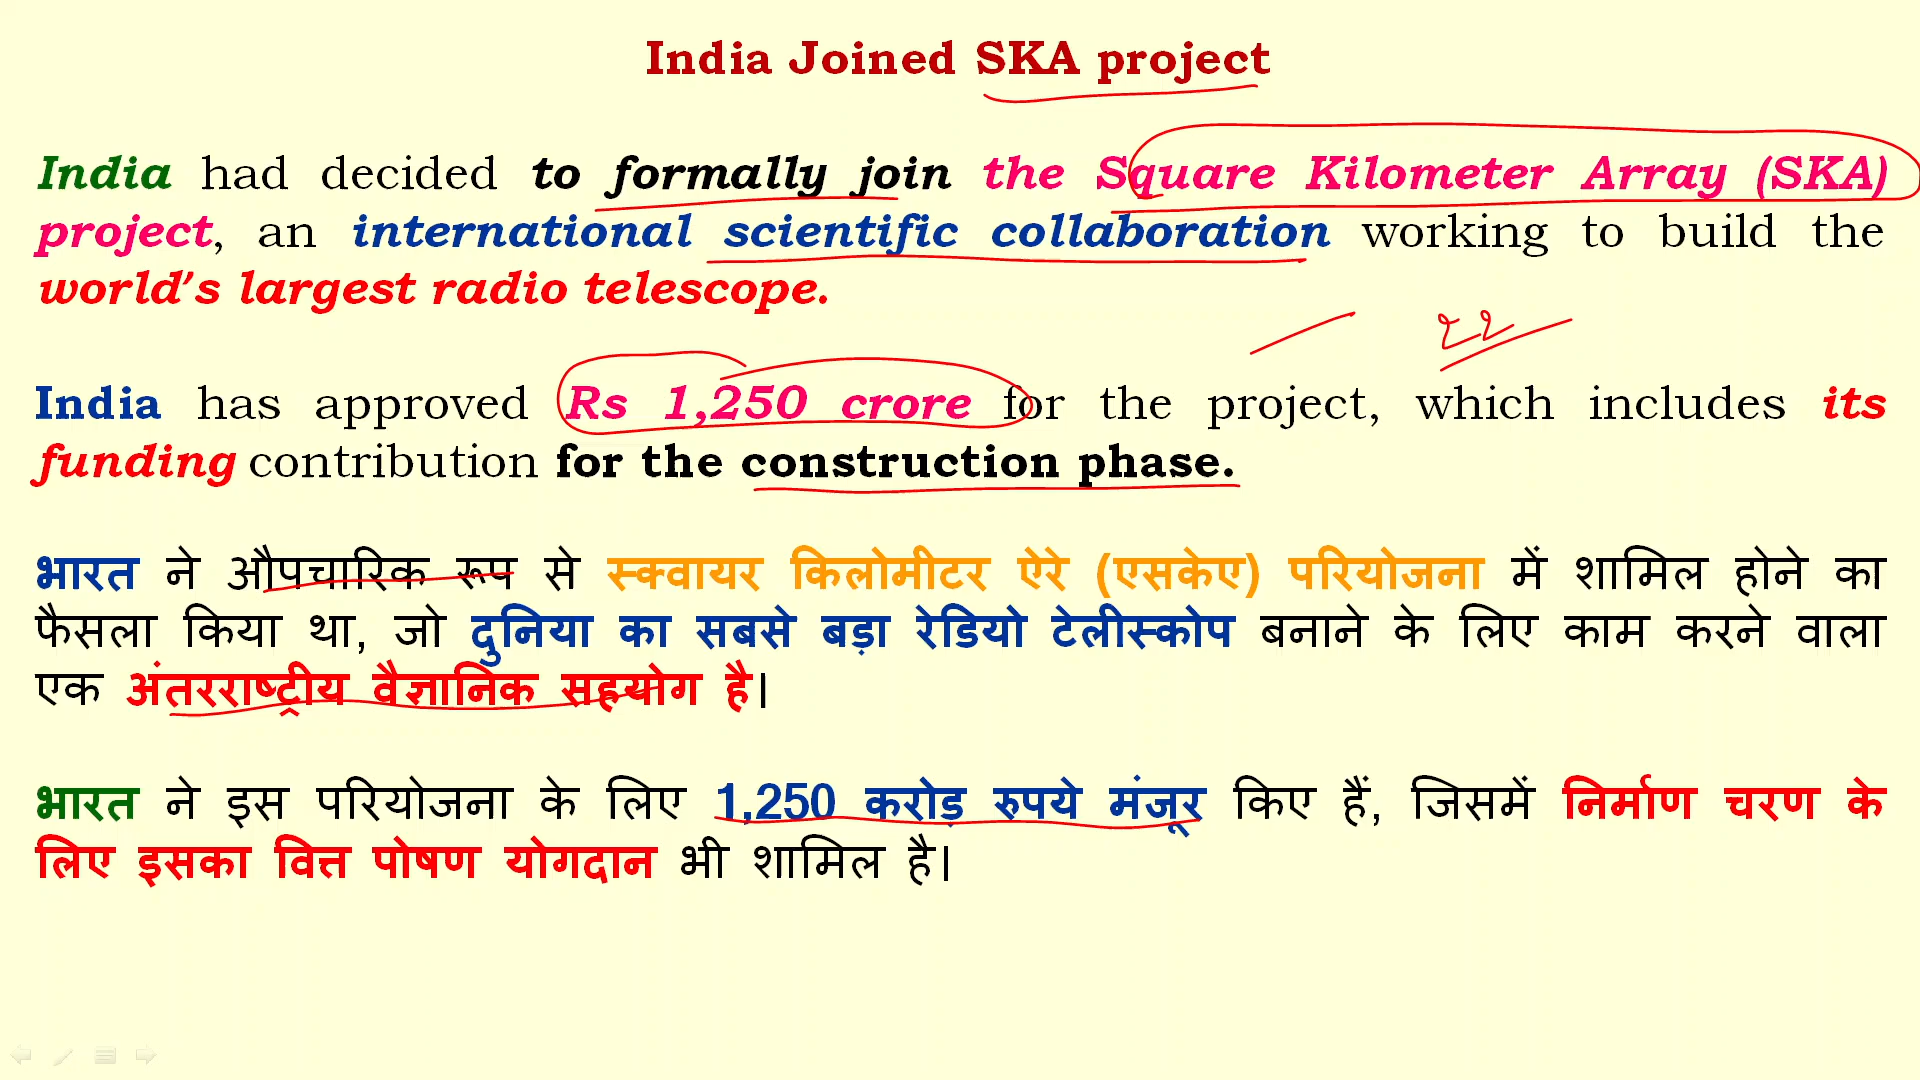 India Joined SKA project
India had decided to formally join the Square Kilometer Array (SKA)
project, an international scientific collaboration working to build the
world's largest radio telescope.
India has approved Rs 1,250 crore for the project, which includes its
funding contribution for the construction phase.
भारत ने औपचारिक रूप से स्क्वायर किलोमीटर ऐरे (एसकेए) परियोजना में शामिल होने का
फैसला किया था, जो दुनिया का सबसे बड़ा रेडियो टेलीस्कोप बनाने के लिए काम करने वाला
एक अंतरराष्ट्रीय वैज्ञानिक सहयोग है।
भारत ने इस परियोजना के लिए 1,250 करोड़ रुपये मंजूर किए हैं, जिसमें निर्माण चरण के
लिए इसका वित्त पोषण योगदान भी शामिल है।